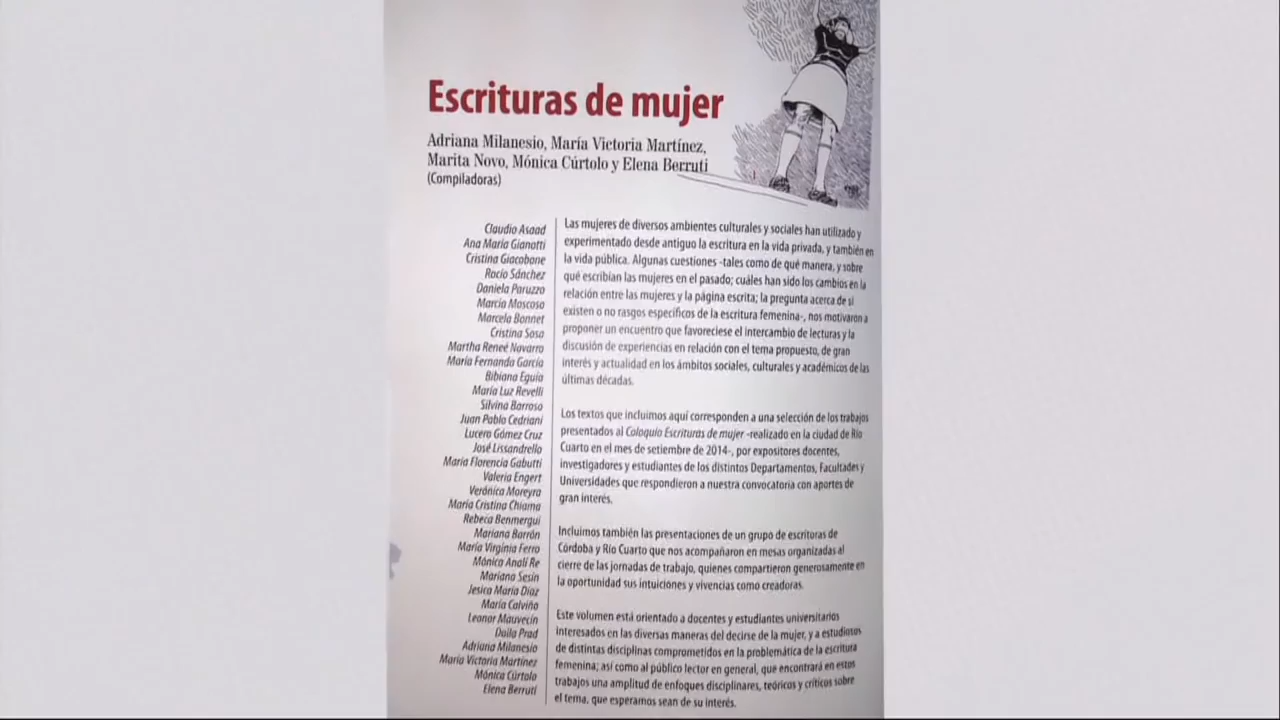 Escrituras de mujer
Adriana Milanesio, María Victoria Martínez,
Marita Novo, Mónica Cúrtolo y Elena Berruti
(Compiladoras)
Claudio Asaad
Ana María Gianotti
Cristina Giacobone
Rocío Sánchez
Daniela Paruzzo
Marcia Moscoso
Marcela Bonnet
Cristina Sosa
Martha Reneé Navarro
María Fernanda García
Bibiana Eguia
María Luz Revelli
Silvina Barroso
Juan Pablo Cedriani
Lucero Gómez Cruz
José Lissandrello
María Florencia Gabutti
Valeria Engert
Verónica Moreyra
María Cristina Chiama
Rebeca Benmergui
Mariana Barrón
María Virginia Ferro
Mónica Analí Re
Mariana Sesin
Jesica María Díaz
María Calviño
Leonor Mauvecin
Daila Prad
Adriana Milanesio
María Victoria Martínez
Mónica Cúrtolo
Elena Berruti
Las mujeres de diversos ambientes culturales y sociales han utilizado y
experimentado desde antiguo la escritura en la vida privada, y también en
la vida pública. Algunas cuestiones -tales como de qué manera, y sobre
qué escribían las mujeres en el pasado; cuáles han sido los cambios en la
relación entre las mujeres y la página escrita; la pregunta acerca de si
existen o no rasgos específicos de la escritura femenina-, nos motivaron a
proponer un encuentro que favoreciese el intercambio de lecturas y la
discusión de experiencias en relación con el tema propuesto, de gran
interés y actualidad en los ámbitos sociales, culturales y académicos de las
últimas décadas.
Los textos que incluimos aquí corresponden a una selección de los trabajos
presentados al Coloquio Escrituras de mujer -realizado en la ciudad de Río
Cuarto en el mes de setiembre de 2014-, por expositores docentes,
investigadores y estudiantes de los distintos Departamentos, Facultades y
Universidades que respondieron a nuestra convocatoria con aportes de
gran interés.
Incluimos también las presentaciones de un grupo de escritoras de
Córdoba y Río Cuarto que nos acompañaron en mesas organizadas al
cierre de las jornadas de trabajo, quienes compartieron generosamente en
la oportunidad sus intuiciones y vivencias como creadoras.
Este volumen está orientado a docentes y estudiantes universitarios
interesados en las diversas maneras del decirse de la mujer, y a estudiosos
de distintas disciplinas comprometidos en la problemática de la escritura
femenina; así como al público lector en general, que encontrará en estos
trabajos una amplitud de enfoques disciplinares, teóricos y críticos sobre
el tema, que esperamos sean de su interés.